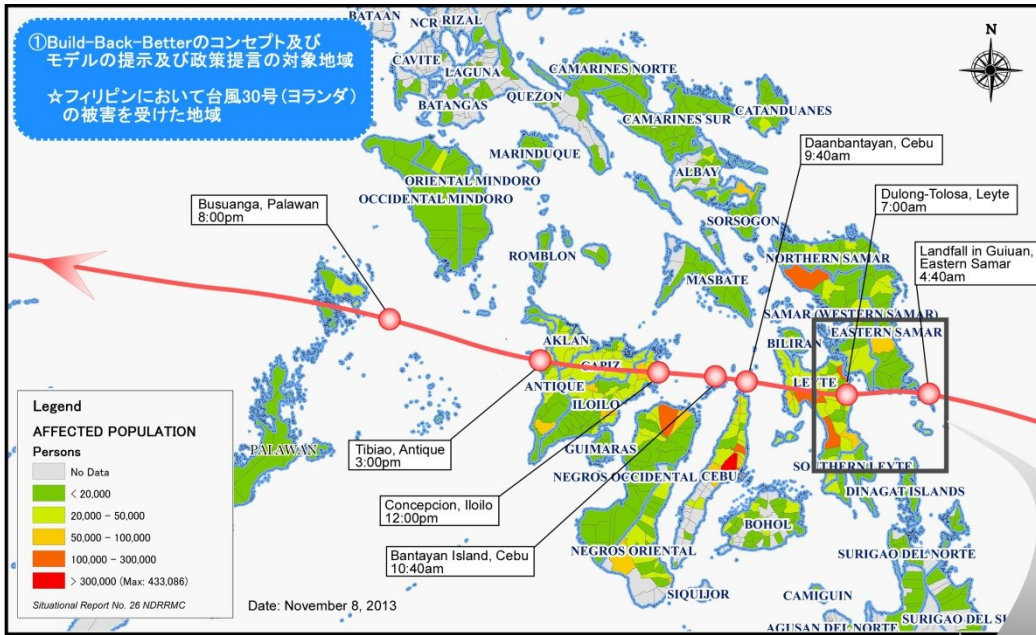 ①Build-Back-Betterのコンセプト及び
モデルの提示及び政策提言の対象地域
☆フィリピンにおいて台風30号(ヨランダ)
の被害を受けた地域
BATAAN
NCR
RIZAL
CAVITE
LAGUNA
BATANGAS
QUEZON
CAMARINES NORTE
CAMARINES SUR
CATANDUANES
N
MARINDUQUE
ALBAY
ORIENTAL MINDORO
OCCIDENTAL MINDORO
SORSOGON
Daanbantayan, Cebu
9:40am
Dulong-Tolosa, Leyte
7:00am
Landfall in Guiuan,
Eastern Samar
4:40am
Busuanga, Palawan
8:00pm
ROMBLON
MASBATE
NORTHERN SAMAR
SAMAR (WESTERN SAMAR)
EASTERN SAMAR
BILIRAN
AKLAN
CAPIZ
ANTIQUE
ILOILO
LEYTE
GUIMARAS
PALAWAN
NEGROS OCCIDENTAL
CEBU
SOUTHERN LEYTE
DINAGAT ISLANDS
BOHOL
NEGROS ORIENTAL
SURIGAO DEL NORTE
SIQUIJOR
CAMIGUIN
AGUSAN DEL NORTE
SURIGAO DEL SU
Tibiao, Antique
3:00pm
Concepcion, Iloilo
12:00pm
Bantayan Island, Cebu
10:40am
Legend
AFFECTED POPULATION
Persons
No Data
< 20,000
20,000 - 50,000
50,000 - 100,000
100,000 - 300,000
> 300,000 (Max: 433,086)
Situational Report No. 26 NDRRMC
Date: November 8, 2013